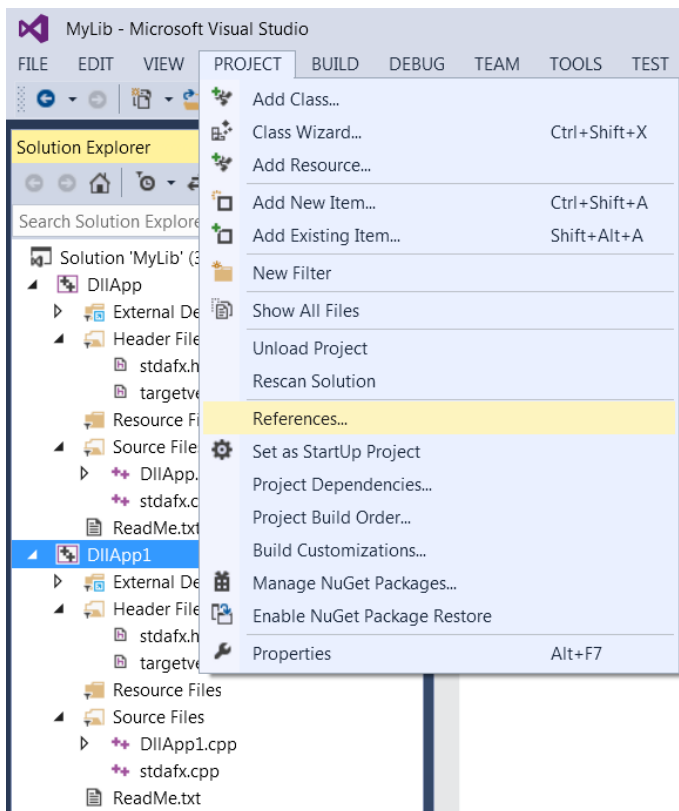 MyLib - Microsoft Visual Studio
FILE EDIT VIEW PROJECT BUILD DEBUG TEAM TOOLS TEST
Add Class...
Class Wizard... Ctrl+Shift+X
Add Resource...
Add New Item... Ctrl+Shift+A
Add Existing Item... Shift+Alt+A
New Filter
Show All Files
Unload Project
Rescan Solution
References...
Set as StartUp Project
Project Dependencies...
Project Build Order...
Build Customizations...
Manage NuGet Packages...
Enable NuGet Package Restore
Properties Alt+F7
Solution Explorer
Search Solution Explore
Solution 'MyLib' (3
DllApp
External De
Header File
stdafx.h
targetve
Resource Fi
Source File
DllApp.
stdafx.c
ReadMe.txt
DllApp1
External De
Header File
stdafx.h
targetve
Resource Files
Source Files
DllApp1.cpp
stdafx.cpp
ReadMe.txt